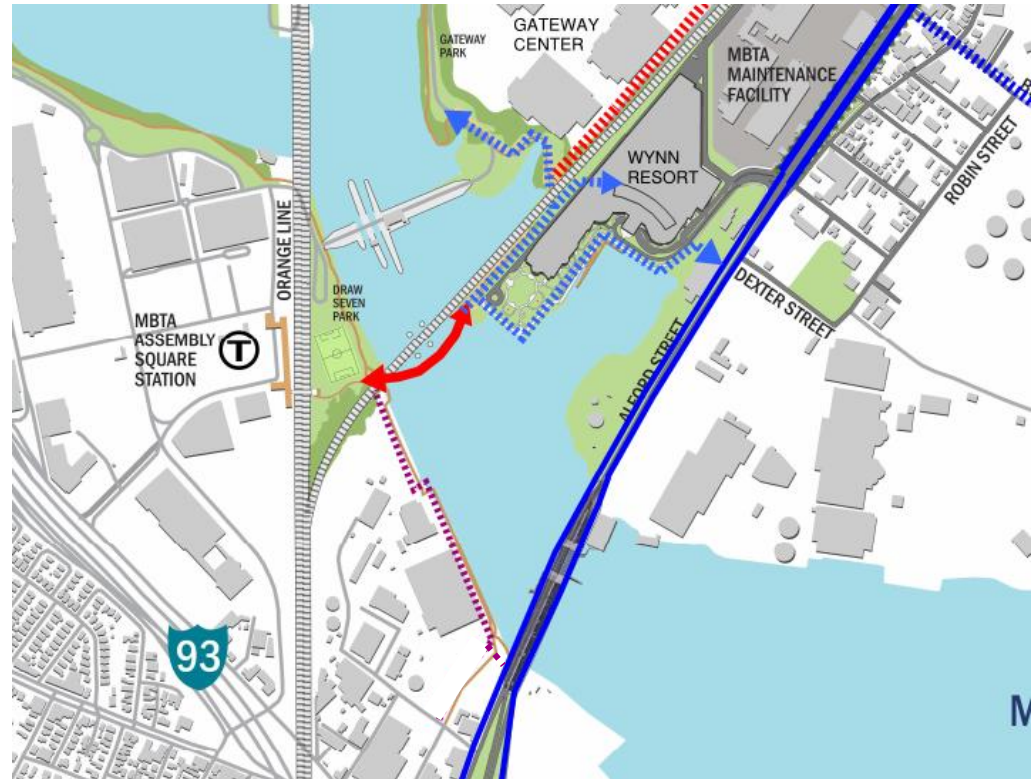 GATEWAY
CENTER
GATEWAY
PARK
MBTA
MAINTENANCE
FACILITY
WYNN
RESORT
ROBIN STREET
ORANGE LINE
DRAW
SEVEN
PARK
DEXTER STREET
MBTA
ASSEMBLY
SQUARE
STATION
T
ALFORD STREET
93
M